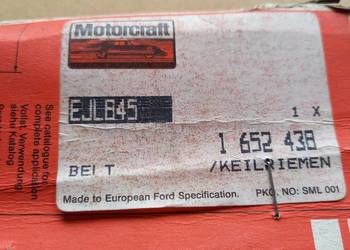 Motorcraft
EJLB45
1 X
1 652 438
BELT /KEILRIEMEN
Made to European Ford Specification. PKG. NO: SML 001
See catalogue for
complete application
Vollst. Verwendung
siehe Katalog